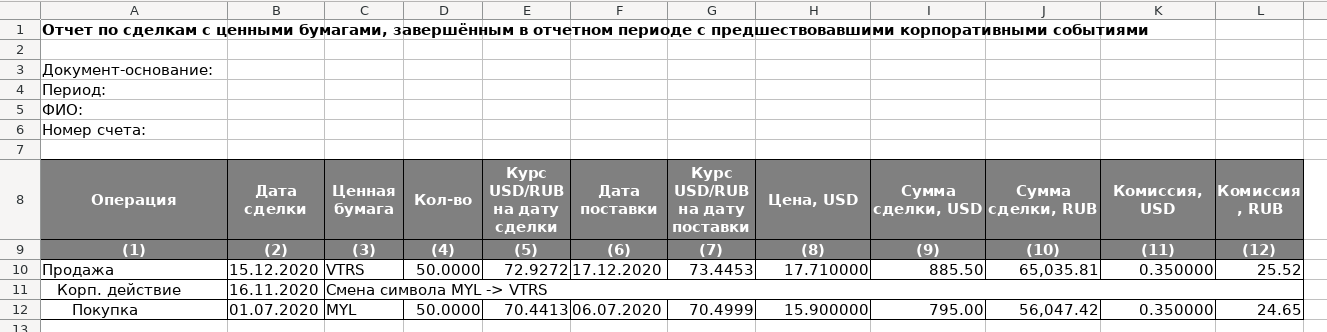 A B C D E F G H I J K L
1 Отчет по сделкам с ценными бумагами, завершённым в отчетном периоде с предшествовавшими корпоративными событиями
2
3 Документ-основание:
4 Период:
5 ФИО:
6 Номер счета:
7
8 Операция Дата сделки Ценная бумага Кол-во Курс USD/RUB на дату сделки Дата поставки Курс USD/RUB на дату поставки Цена, USD Сумма сделки, USD Сумма сделки, RUB Комиссия, USD Комиссия , RUB
9 (1) (2) (3) (4) (5) (6) (7) (8) (9) (10) (11) (12)
10 Продажа 15.12.2020 VTRS 50.0000 72.9272 17.12.2020 73.4453 17.710000 885.50 65,035.81 0.350000 25.52
11 Корп. действие 16.11.2020 Смена символа MYL -> VTRS
12 Покупка 01.07.2020 MYL 50.0000 70.4413 06.07.2020 70.4999 15.900000 795.00 56,047.42 0.350000 24.65
13